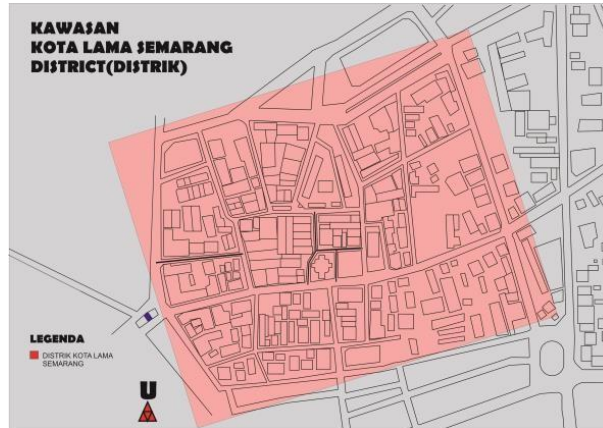 KAWASAN
KOTA LAMA SEMARANG
DISTRICT(DISTRIK)
LEGENDA
DISTRIK KOTA LAMA
SEMARANG
U